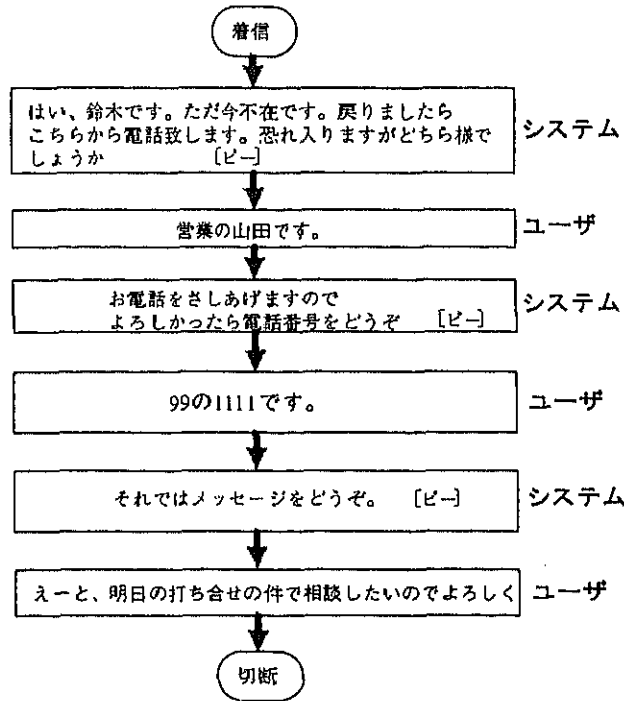 着信
はい、鈴木です。ただ今不在です。戻りましたら
こちらから電話致します。恐れ入りますがどちら様で
しょうか [ピー]
システム
営業の山田です。
ユーザ
お電話をさしあげますので
よろしかったら電話番号をどうぞ [ピー]
システム
99の1111です。
ユーザ
それではメッセージをどうぞ。 [ピー]
システム
えーと、明日の打ち合せの件で相談したいのでよろしく
ユーザ
切断